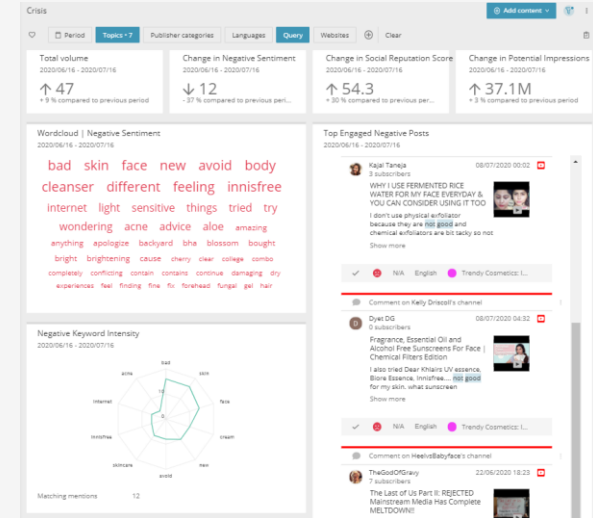 Crisis
Add content
Period
Topics • 7
Publisher categories
Languages
Query
Websites
Clear
Total volume
2020/06/16 - 2020/07/16
↑ 47
+ 9 % compared to previous period
Change in Negative Sentiment
2020/06/16 - 2020/07/16
↓ 12
- 37 % compared to previous peri...
Change in Social Reputation Score
2020/06/16 - 2020/07/16
↑ 54.3
+ 30 % compared to previous per...
Change in Potential Impressions
2020/06/16 - 2020/07/16
↑ 37.1M
+ 3 % compared to previous period
Wordcloud | Negative Sentiment
2020/06/16 - 2020/07/16
bad skin face new avoid body
cleanser different feeling innisfree
internet light sensitive things tried try
wondering acne advice aloe amazing
anything apologize backyard bha blossom bought
bright brightening cause cherry clear college combo
completely conflicting contain contains continue damaging dry
experiences feel finding fine fix forehead fungal gel hair
Negative Keyword Intensity
2020/06/16 - 2020/07/16
bad
skin
face
cream
new
avoid
skincare
innisfree
internet
acne
10
0
Matching mentions 12
Top Engaged Negative Posts
2020/06/16 - 2020/07/16
Kajal Taneja 08/07/2020 00:02
3 subscribers
WHY I USE FERMENTED RICE
WATER FOR MY FACE EVERYDAY &
YOU CAN CONSIDER USING IT TOO
I don't use physical exfoliator
because they are not good and
chemical exfoliators are bit tacky so not
Show more
N/A English Trendy Cosmetics: I...
Comment on Kelly Driscoll's channel
D
Dyet DG 08/07/2020 04:32
0 subscribers
Fragrance, Essential Oil and
Alcohol Free Sunscreens For Face |
Chemical Filters Edition
I also tried Dear Khlairs UV essence,
Biore Essence, Innisfree.... not good
for my skin. what sunscreen
Show more
N/A English Trendy Cosmetics: I...
Comment on HeelvsBabyface's channel
TheGodOfGravy 22/06/2020 18:23
7 subscribers
The Last of Us Part II: REJECTED
Mainstream Media Has Complete
MELTDOWN!!